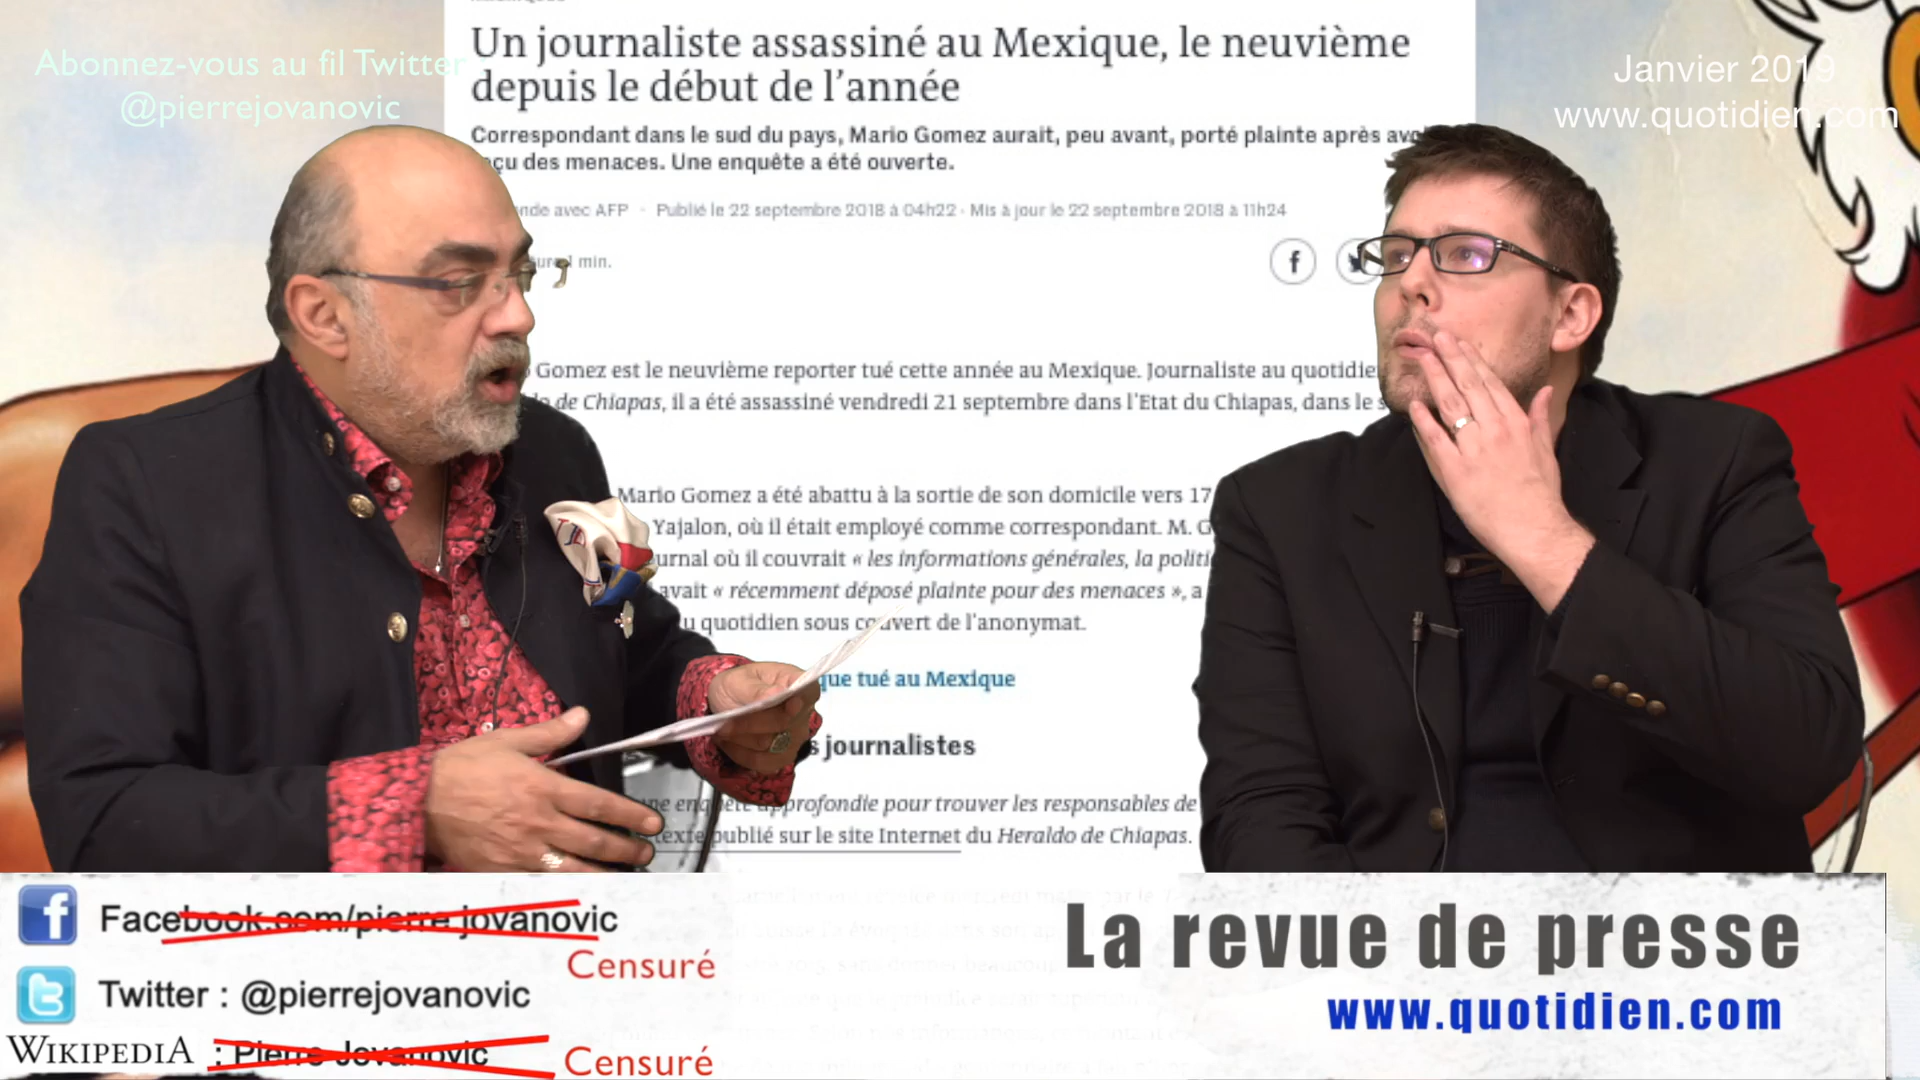 Abonnez-vous au fil Twitter :
@pierrejovanovic
Janvier 2019
www.quotidien.com
Un journaliste assassiné au Mexique, le neuvième
depuis le début de l'année
Correspondant dans le sud du pays, Mario Gomez aurait, peu avant, porté plainte après
des menaces. Une enquête a été ouverte.
avec AFP - Publié le 22 septembre 2018 à 04h22 · Mis à jour le 22 septembre 2018 à 11h24
1 min.
Gomez est le neuvième reporter tué cette année au Mexique. Journaliste au
de Chiapas, il a été assassiné vendredi 21 septembre dans l'Etat du Chiapas, dans le
Mario Gomez a été abattu à la sortie de son domicile vers 17
Yajalon, où il était employé comme correspondant. M.
où il couvrait « les informations générales, la
avait « récemment déposé plainte pour des menaces », a
quotidien sous couvert de l'anonymat.
tué au Mexique
journalistes
enquête approfondie pour trouver les responsables de
texte publié sur le site Internet du Heraldo de Chiapas.
Facebook.com/pierre jovanovic
Censuré
Twitter : @pierrejovanovic
WIKIPEDIA : Pierre Jovanovic
Censuré
La revue de presse
www.quotidien.com